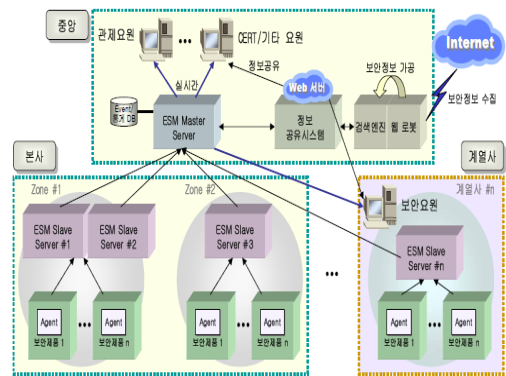 중앙
관제요원
CERT/기타 요원
Internet
정보공유
보안정보 가공
Web 서버
실시간
보안정보 수집
Event/
증거 DB
ESM Master
Server
정보
공유시스템
검색엔진
웹 로봇
본사
계열사
Zone #1
Zone #2
계열사 #n
보안요원
ESM Slave
Server #1
ESM Slave
Server #2
ESM Slave
Server #3
ESM Slave
Server #n
Agent
보안제품 1
Agent
보안제품 n
Agent
보안제품 1
Agent
보안제품 n
Agent
보안제품 1
Agent
보안제품 n